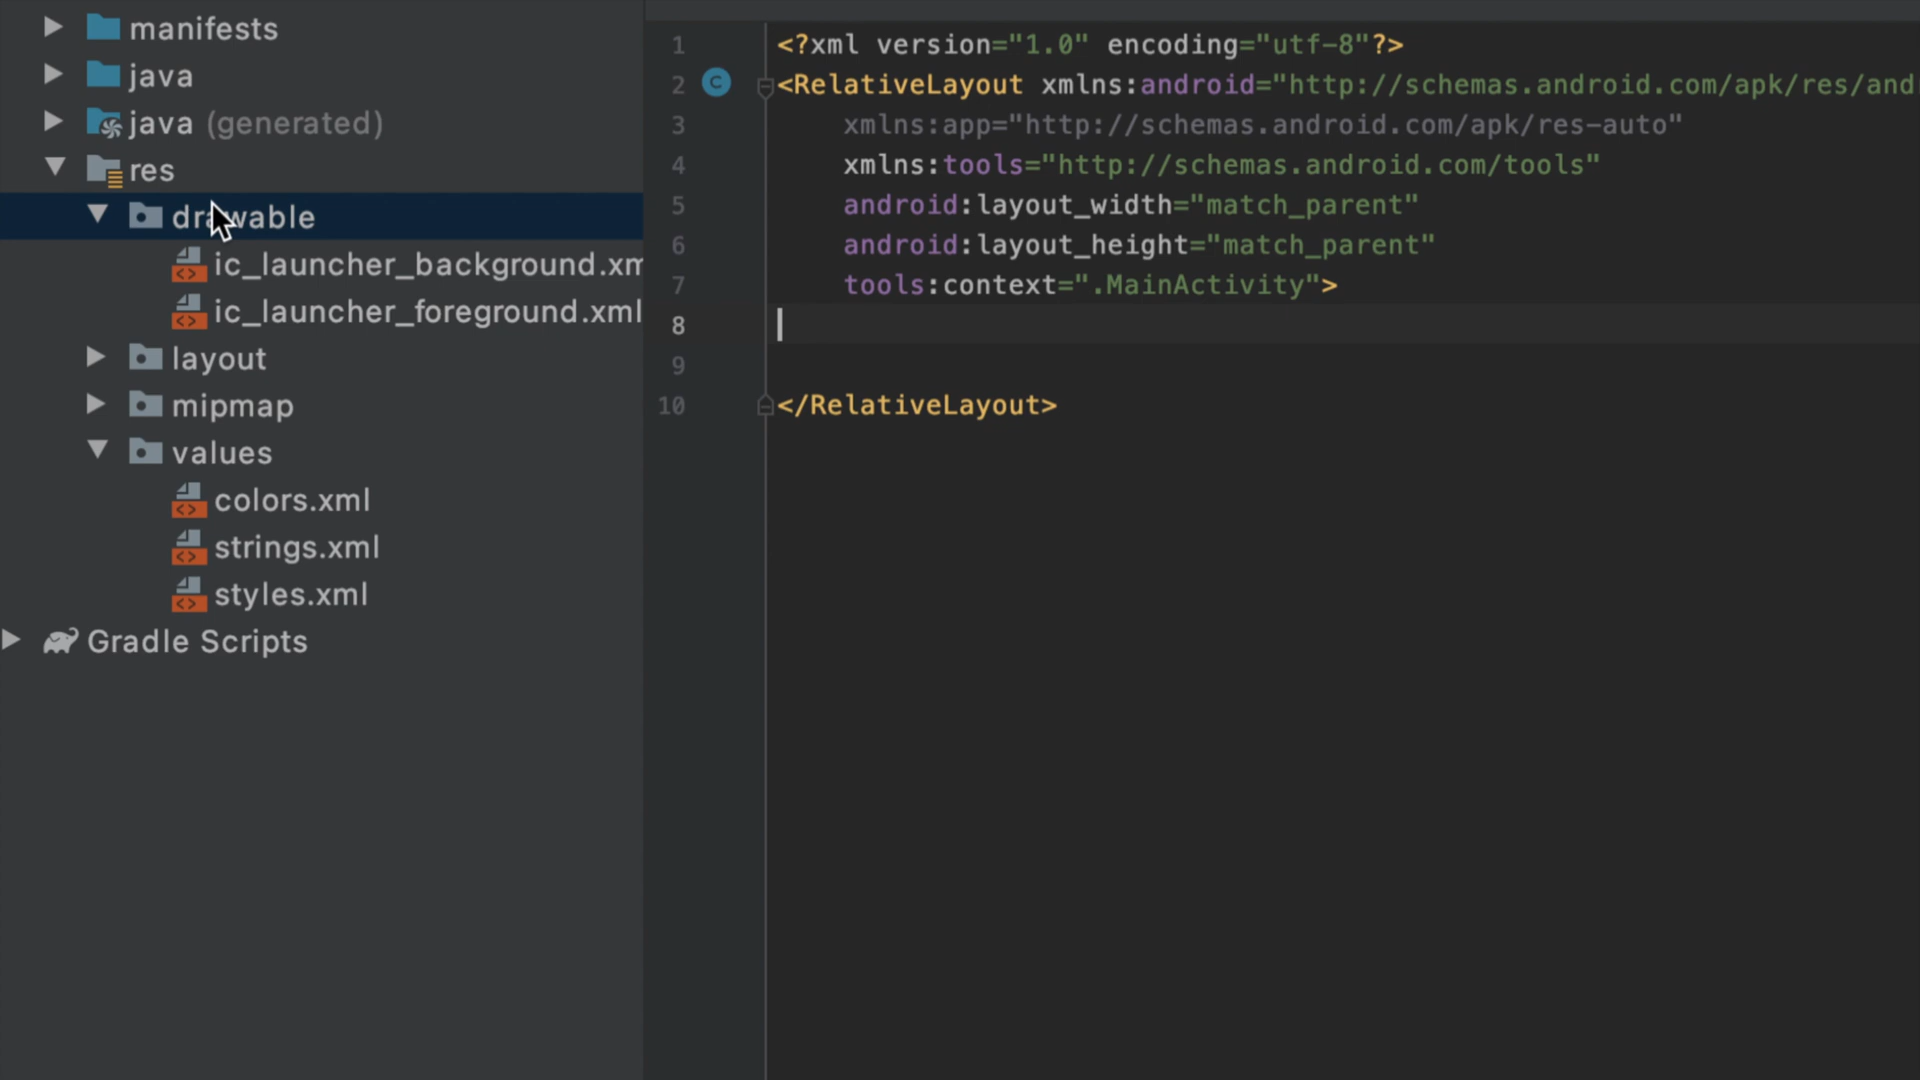 manifests
java
java (generated)
res
drawable
ic_launcher_background.xm
ic_launcher_foreground.xml
layout
mipmap
values
colors.xml
strings.xml
styles.xml
Gradle Scripts
1 <?xml version="1.0" encoding="utf-8"?>
2 C <RelativeLayout xmlns:android="http://schemas.android.com/apk/res/and
3 xmlns:app="http://schemas.android.com/apk/res-auto"
4 xmlns:tools="http://schemas.android.com/tools"
5 android:layout_width="match_parent"
6 android:layout_height="match_parent"
7 tools:context=".MainActivity">
8
9
10 </RelativeLayout>